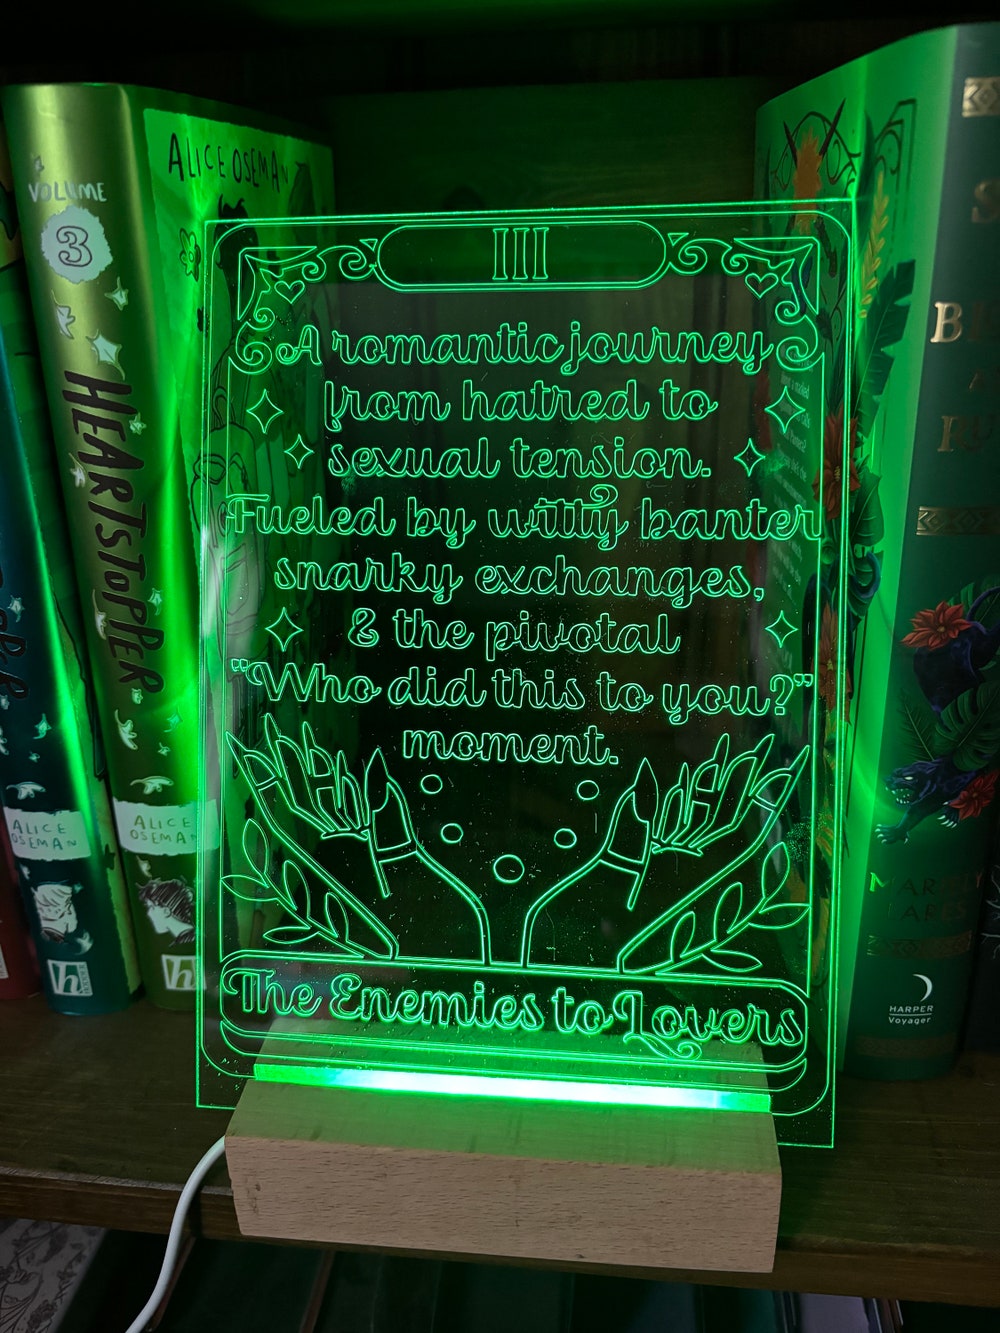 VOLUME
3
HEARTSTOPPER
ALICE OSEMAN
ALICE
OSEMAN
h
ALICE
OSEMAN
h
III
A romantic journey
from hatred to
sexual tension.
Fueled by witty banter
snarky exchanges,
& the pivotal
"Who did this to you?"
moment.
The Enemies to Lovers
HARPER
Voyager